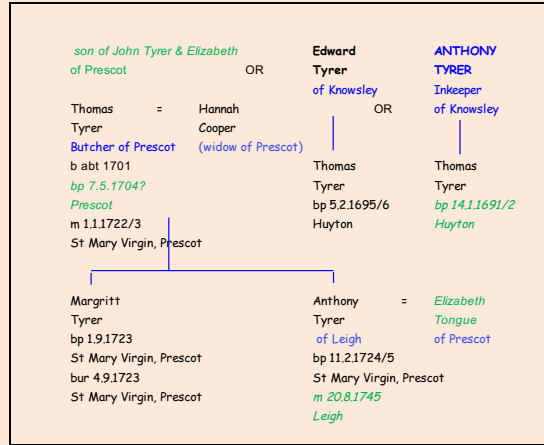 son of John Tyrer & Elizabeth
of Prescot
OR
Edward
Tyrer
of Knowsley
ANTHONY
TYRER
Inkeeper
of Knowsley
OR
Thomas = Hannah
Tyrer Cooper
Butcher of Prescot (widow of Prescot)
b abt 1701
bp 7.5.1704?
Prescot
m 1.1.1722/3
St Mary Virgin, Prescot
Thomas
Tyrer
bp 5.2.1695/6
Huyton
Thomas
Tyrer
bp 14.1.1691/2
Huyton
Margritt
Tyrer
bp 1.9.1723
St Mary Virgin, Prescot
bur 4.9.1723
St Mary Virgin, Prescot
Anthony = Elizabeth
Tyrer Tongue
of Leigh of Prescot
bp 11.2.1724/5
St Mary Virgin, Prescot
m 20.8.1745
Leigh